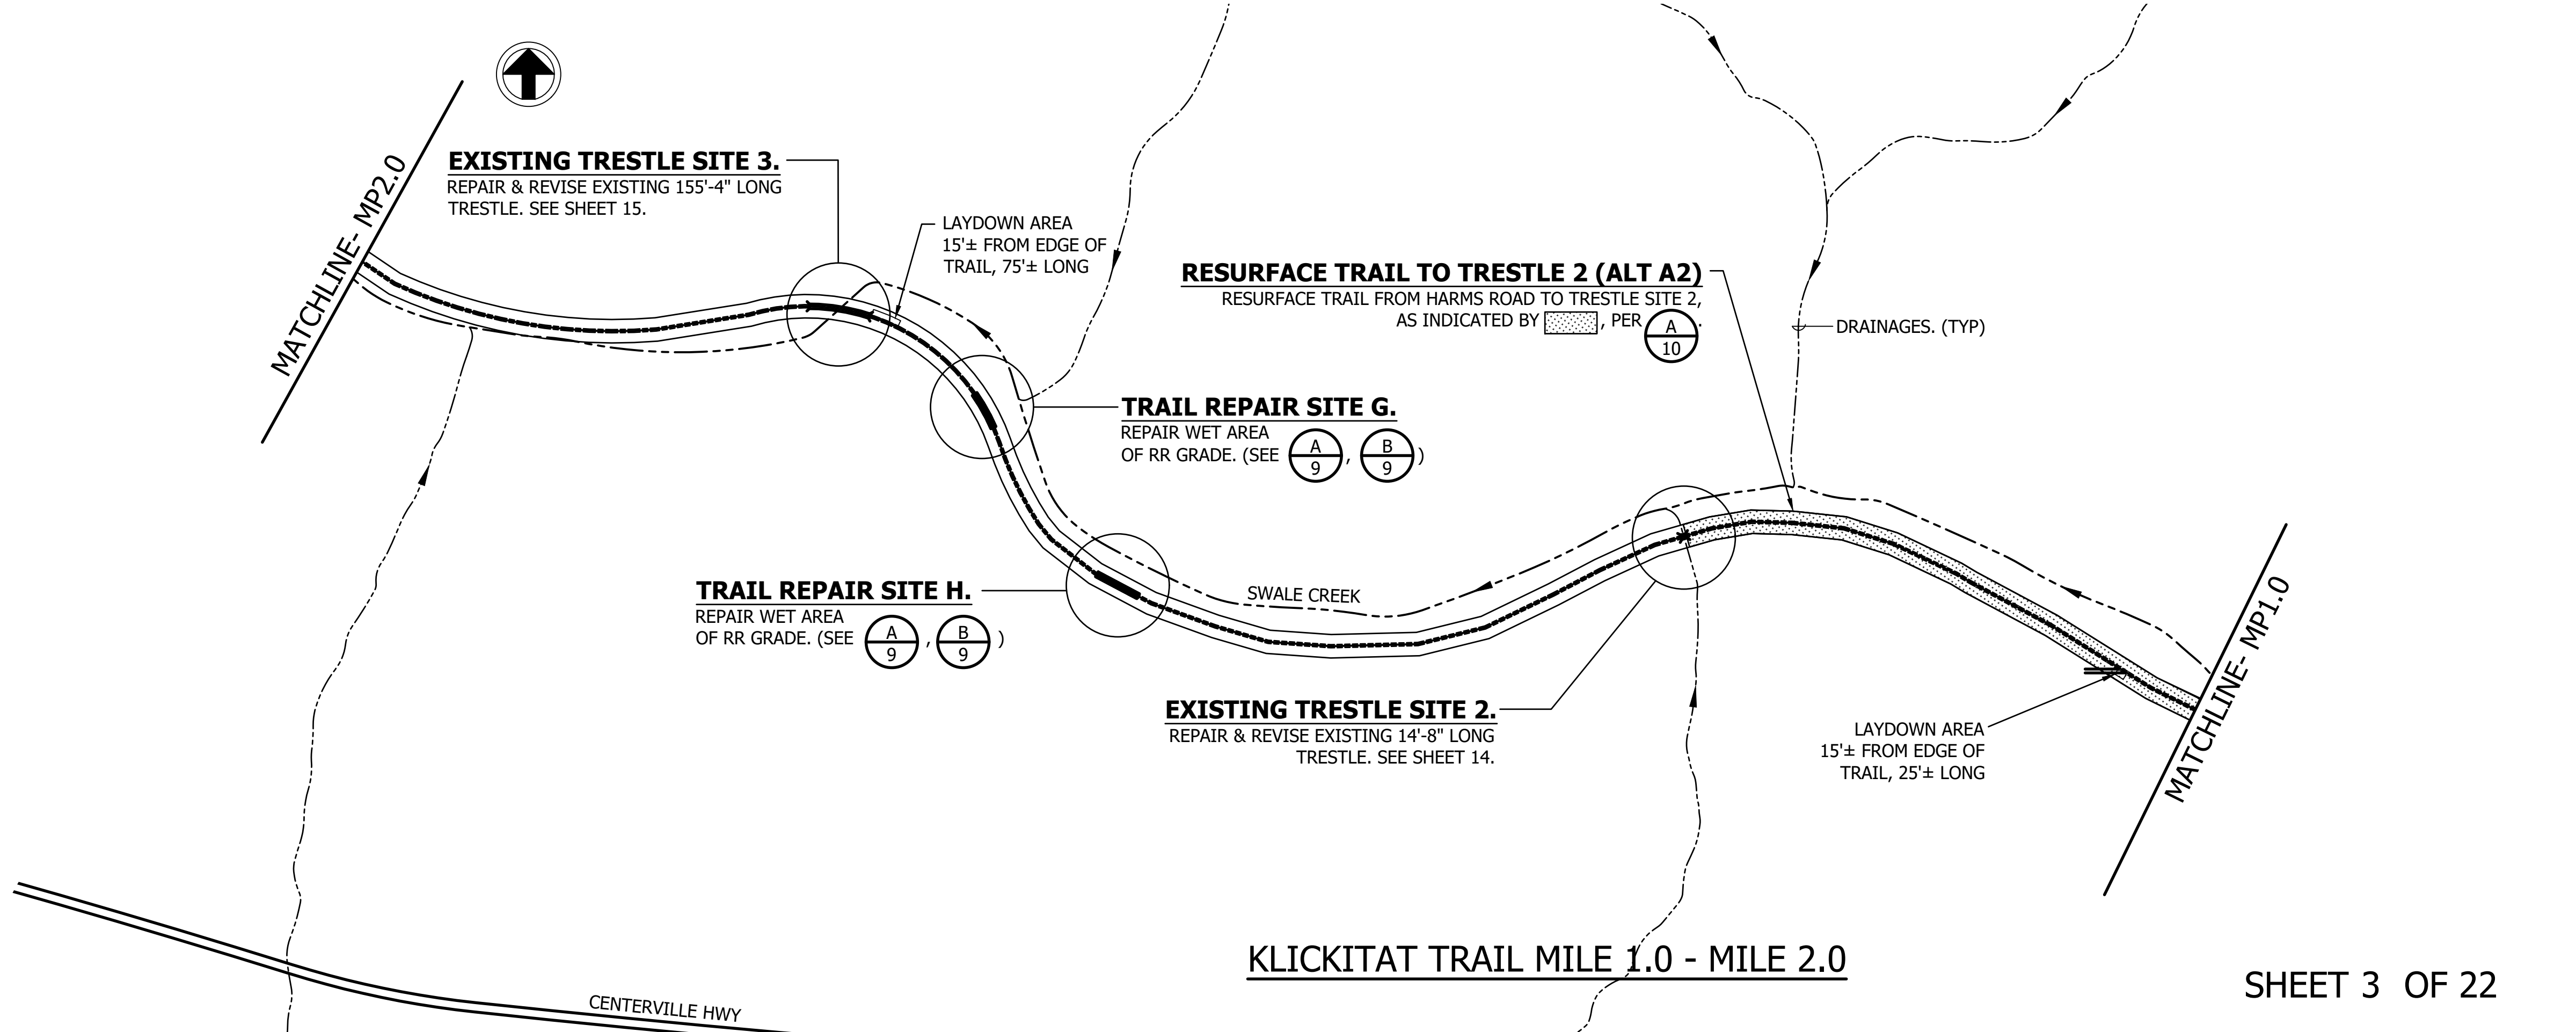 MATCHLINE- MP2.0
EXISTING TRESTLE SITE 3.
REPAIR & REVISE EXISTING 155'-4" LONG
TRESTLE. SEE SHEET 15.
LAYDOWN AREA
15'± FROM EDGE OF
TRAIL, 75'± LONG
RESURFACE TRAIL TO TRESTLE 2 (ALT A2)
RESURFACE TRAIL FROM HARMS ROAD TO TRESTLE SITE 2,
AS INDICATED BY , PER A 10 .
DRAINAGES. (TYP)
TRAIL REPAIR SITE G.
REPAIR WET AREA
OF RR GRADE. (SEE A 9 , B 9 )
TRAIL REPAIR SITE H.
REPAIR WET AREA
OF RR GRADE. (SEE A 9 , B 9 )
SWALE CREEK
EXISTING TRESTLE SITE 2.
REPAIR & REVISE EXISTING 14'-8" LONG
TRESTLE. SEE SHEET 14.
LAYDOWN AREA
15'± FROM EDGE OF
TRAIL, 25'± LONG
MATCHLINE- MP1.0
KLICKITAT TRAIL MILE 1.0 - MILE 2.0
CENTERVILLE HWY
SHEET 3 OF 22